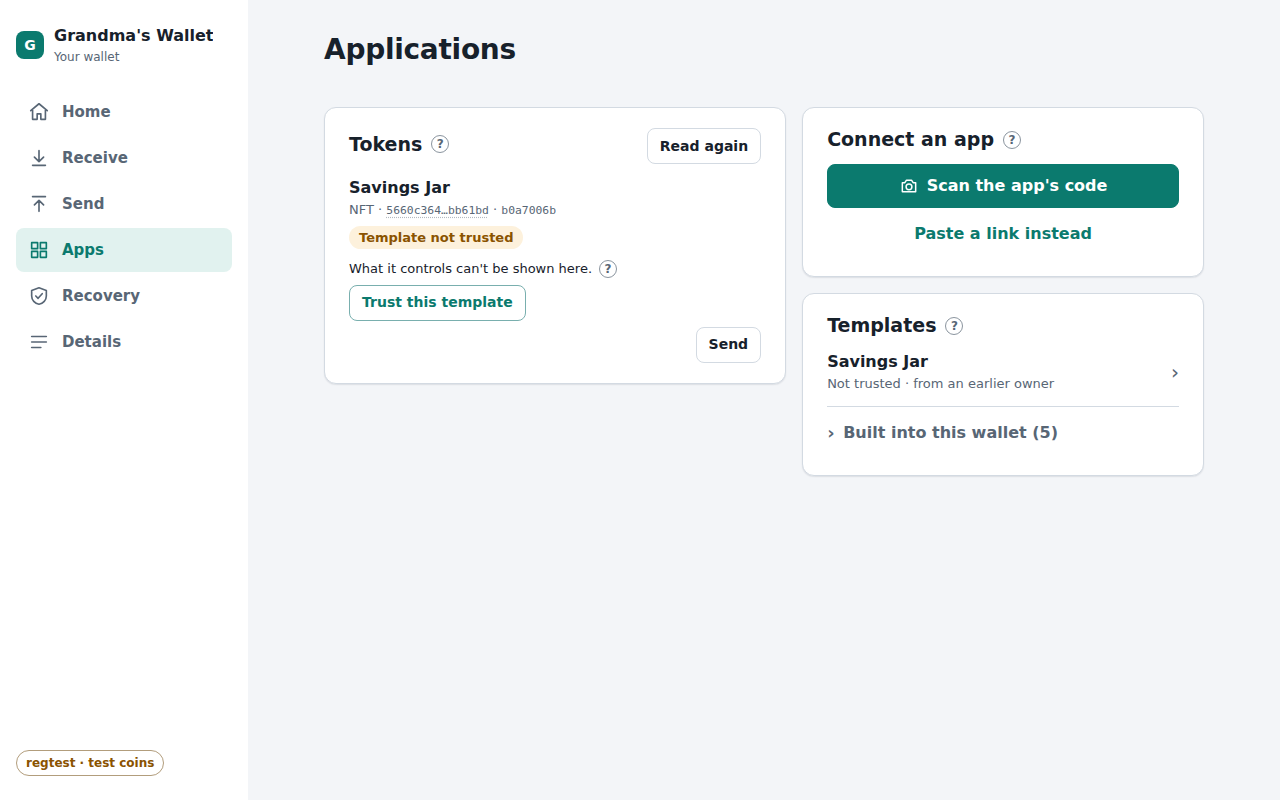 G
Grandma's Wallet
Your wallet
Home
Receive
Send
Apps
Recovery
Details
regtest · test coins
Applications
Tokens ?
Read again
Savings Jar
NFT · 5660c364…bb61bd · b0a7006b
Template not trusted
What it controls can't be shown here. ?
Trust this template
Send
Connect an app ?
Scan the app's code
Paste a link instead
Templates ?
Savings Jar
Not trusted · from an earlier owner
›
› Built into this wallet (5)